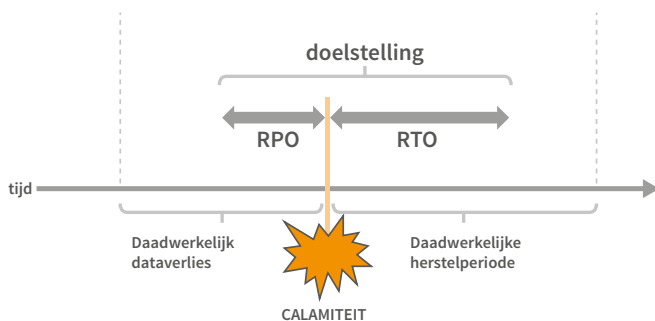 doelstelling
RPO
RTO
tijd
Daadwerkelijk
dataverlies
Daadwerkelijke
herstelperiode
CALAMITEIT